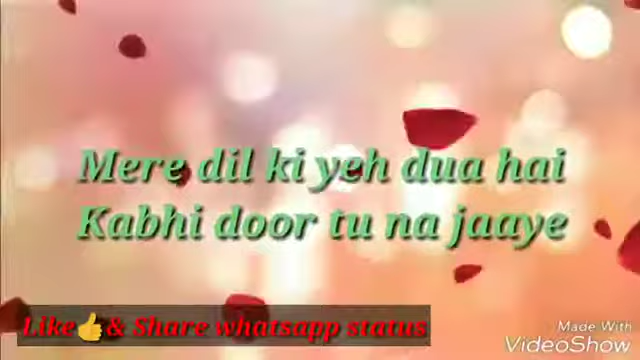 Mere dil ki yeh dua hai
Kabhi door tu na jaaye
Like👍& Share whatsapp status
Made With
VideoShow